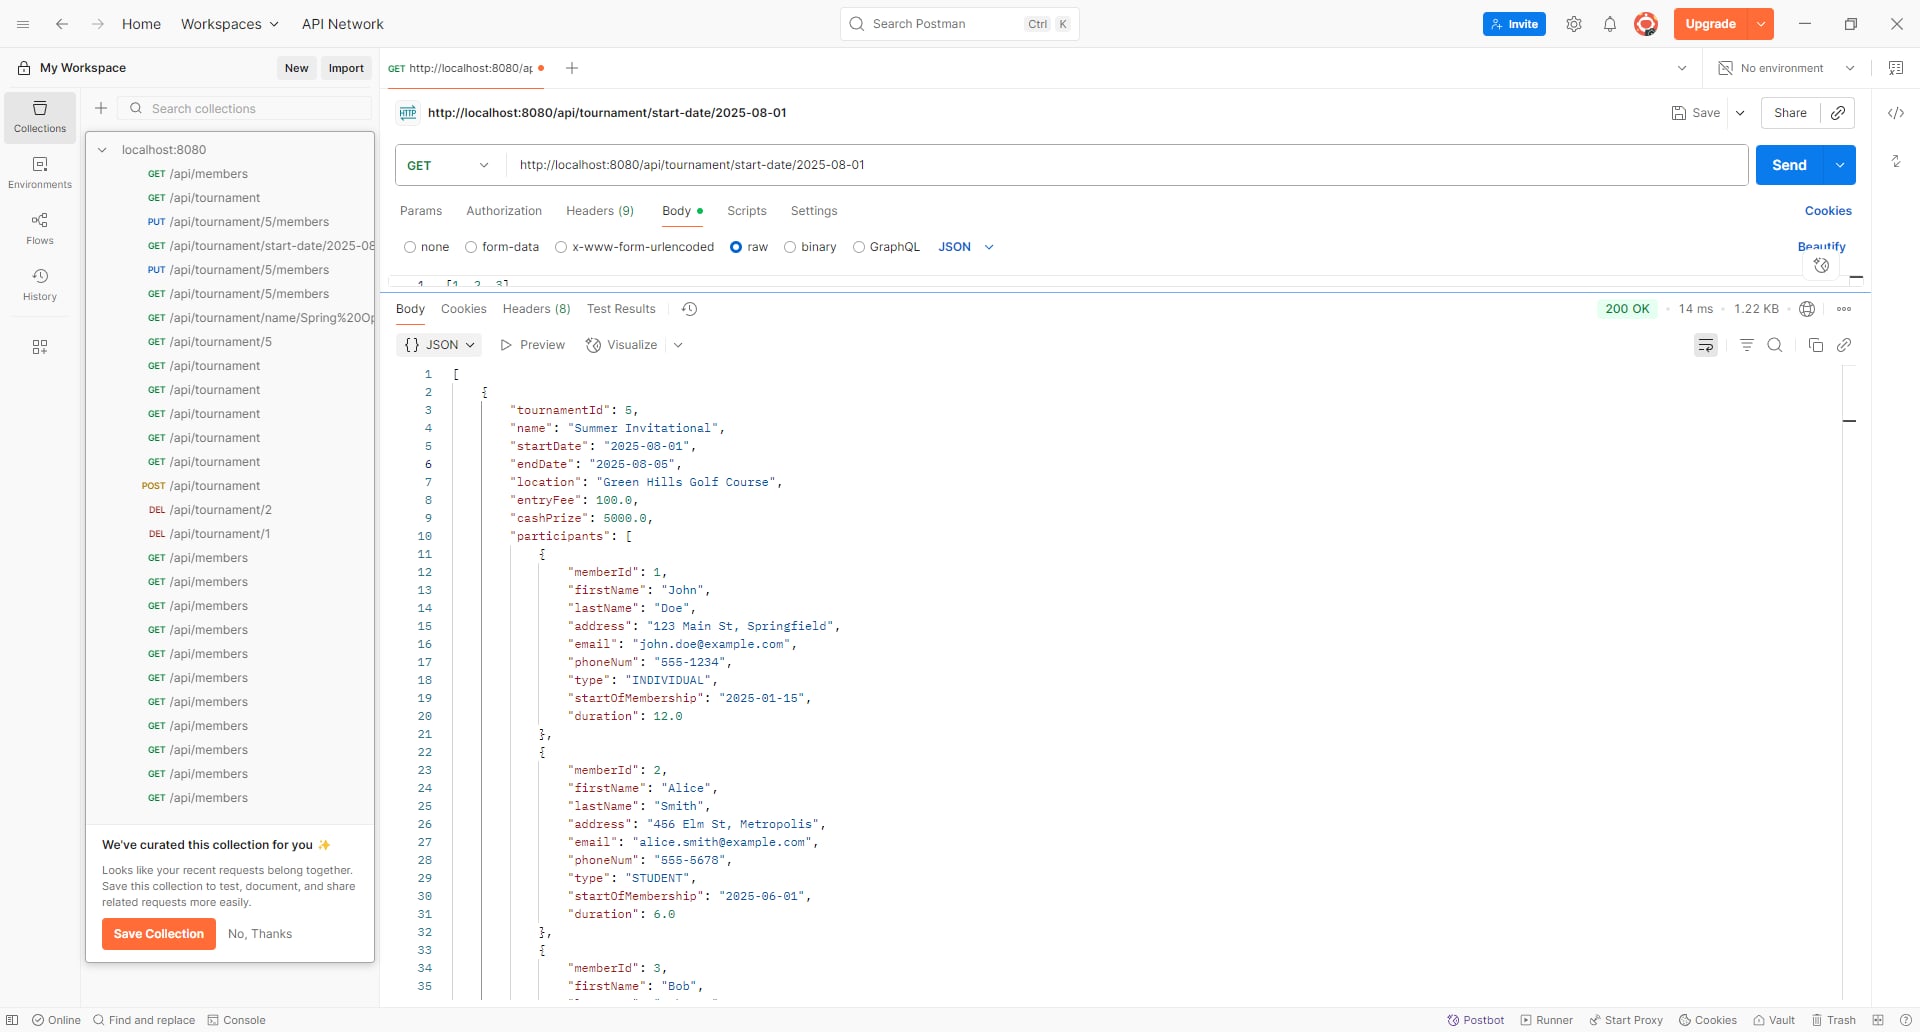 Home Workspaces API Network
Search Postman Ctrl K
Invite Upgrade
My Workspace New Import
GET http://localhost:8080/ap
No environment
Collections
Environments
Flows
History
Search collections
localhost:8080
GET /api/members
GET /api/tournament
PUT /api/tournament/5/members
GET /api/tournament/start-date/2025-08
PUT /api/tournament/5/members
GET /api/tournament/5/members
GET /api/tournament/name/Spring%20Op
GET /api/tournament/5
GET /api/tournament
GET /api/tournament
GET /api/tournament
GET /api/tournament
GET /api/tournament
POST /api/tournament
DEL /api/tournament/2
DEL /api/tournament/1
GET /api/members
GET /api/members
GET /api/members
GET /api/members
GET /api/members
GET /api/members
GET /api/members
GET /api/members
GET /api/members
GET /api/members
GET /api/members
We've curated this collection for you ✨
Looks like your recent requests belong together.
Save this collection to test, document, and share
related requests more easily.
Save Collection No, Thanks
HTTP http://localhost:8080/api/tournament/start-date/2025-08-01
Save Share
GET http://localhost:8080/api/tournament/start-date/2025-08-01 Send
Params Authorization Headers (9) Body Scripts Settings Cookies
none form-data x-www-form-urlencoded raw binary GraphQL JSON Beautify
1 [1, 2, 3]
Body Cookies Headers (8) Test Results 200 OK 14 ms 1.22 KB
{} JSON Preview Visualize
1 [
2 {
3 "tournamentId": 5,
4 "name": "Summer Invitational",
5 "startDate": "2025-08-01",
6 "endDate": "2025-08-05",
7 "location": "Green Hills Golf Course",
8 "entryFee": 100.0,
9 "cashPrize": 5000.0,
10 "participants": [
11 {
12 "memberId": 1,
13 "firstName": "John",
14 "lastName": "Doe",
15 "address": "123 Main St, Springfield",
16 "email": "john.doe@example.com",
17 "phoneNum": "555-1234",
18 "type": "INDIVIDUAL",
19 "startOfMembership": "2025-01-15",
20 "duration": 12.0
21 },
22 {
23 "memberId": 2,
24 "firstName": "Alice",
25 "lastName": "Smith",
26 "address": "456 Elm St, Metropolis",
27 "email": "alice.smith@example.com",
28 "phoneNum": "555-5678",
29 "type": "STUDENT",
30 "startOfMembership": "2025-06-01",
31 "duration": 6.0
32 },
33 {
34 "memberId": 3,
35 "firstName": "Bob",
Online Find and replace Console
Postbot Runner Start Proxy Cookies Vault Trash